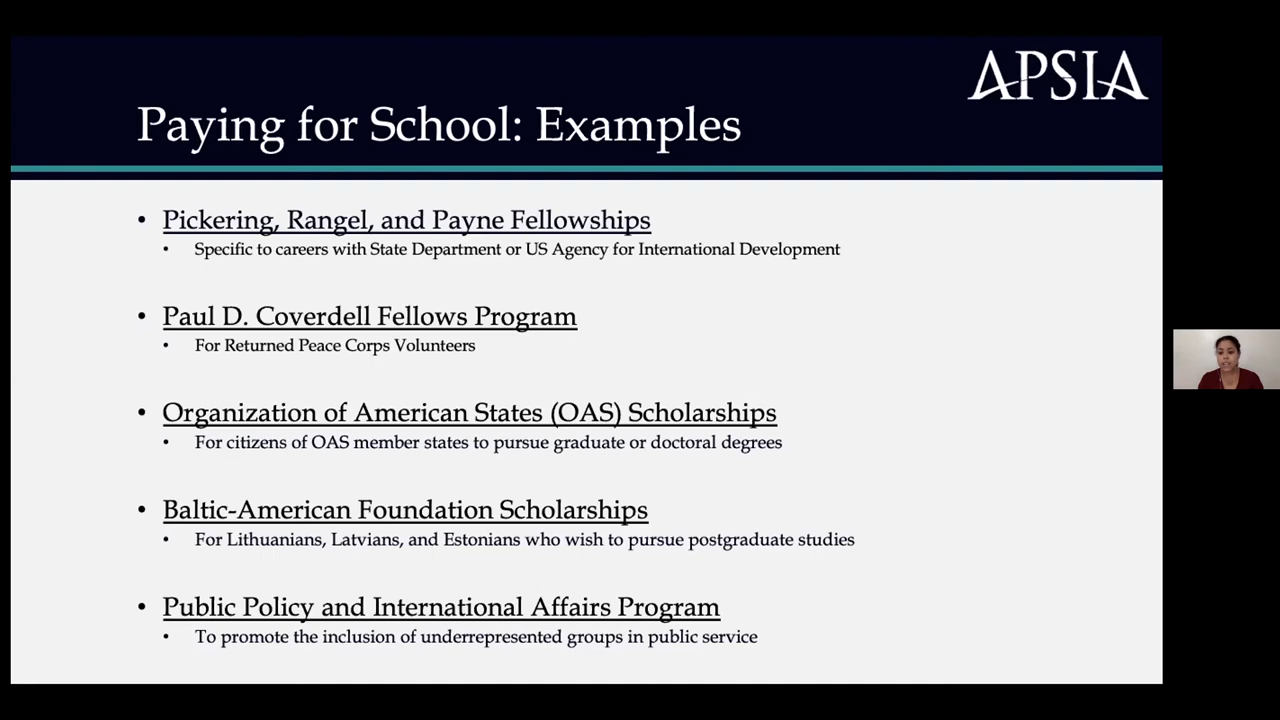 APSIA
Paying for School: Examples
• Pickering, Rangel, and Payne Fellowships
• Specific to careers with State Department or US Agency for International Development
• Paul D. Coverdell Fellows Program
• For Returned Peace Corps Volunteers
• Organization of American States (OAS) Scholarships
• For citizens of OAS member states to pursue graduate or doctoral degrees
• Baltic-American Foundation Scholarships
• For Lithuanians, Latvians, and Estonians who wish to pursue postgraduate studies
• Public Policy and International Affairs Program
• To promote the inclusion of underrepresented groups in public service